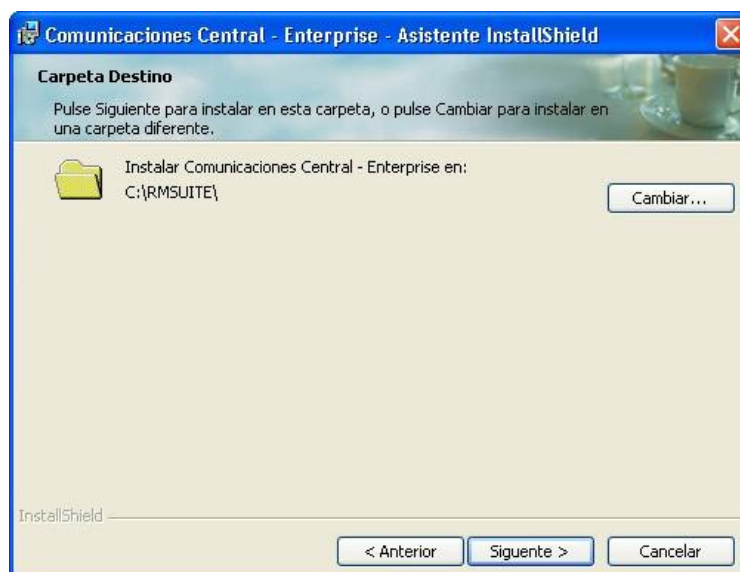 Comunicaciones Central - Enterprise - Asistente InstallShield
Carpeta Destino
Pulse Siguiente para instalar en esta carpeta, o pulse Cambiar para instalar en
una carpeta diferente.
Instalar Comunicaciones Central - Enterprise en:
C:\RMSUITE\
Cambiar...
InstallShield
< Anterior
Siguente >
Cancelar